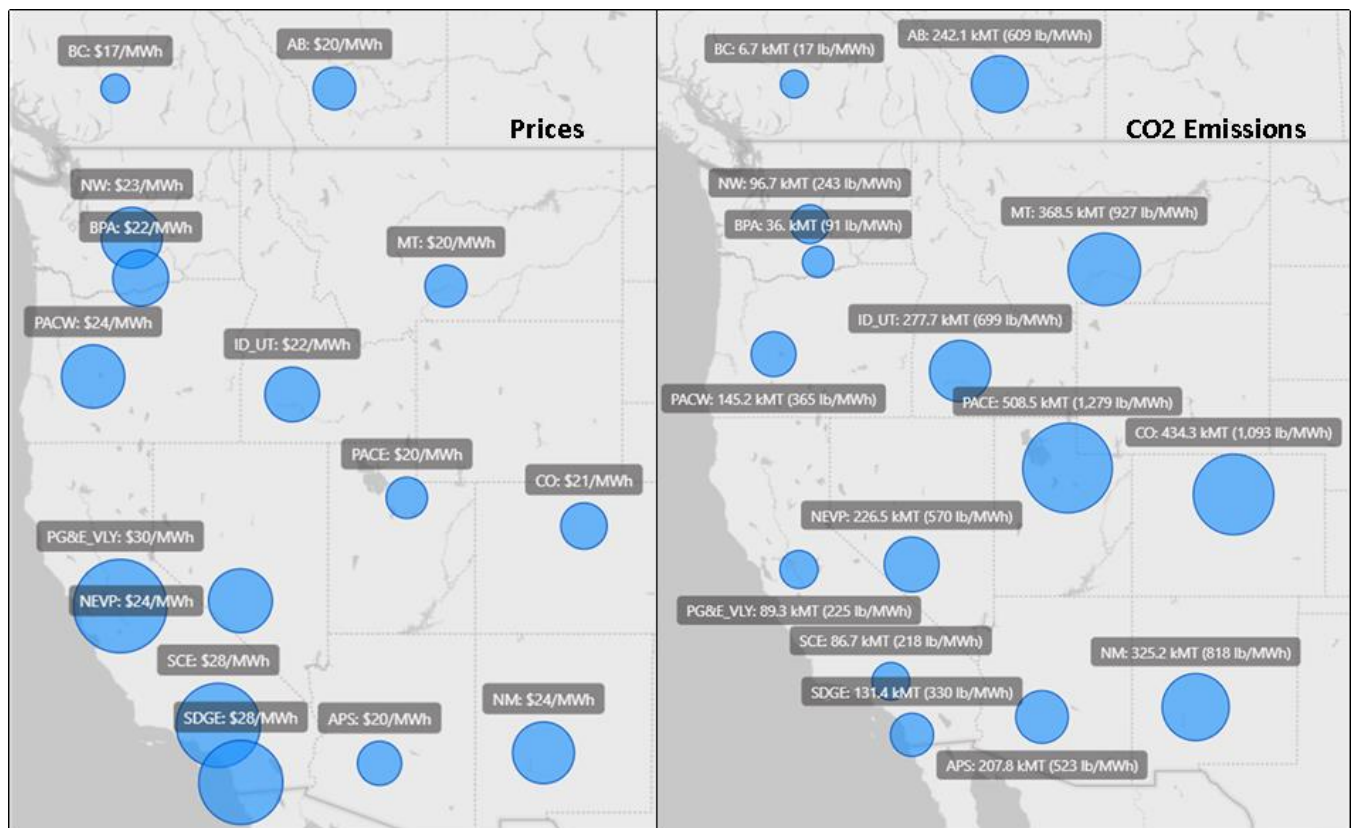 BC: $17/MWh
AB: $20/MWh
Prices
NW: $23/MWh
BPA: $22/MWh
MT: $20/MWh
PACW: $24/MWh
ID_UT: $22/MWh
PACE: $20/MWh
CO: $21/MWh
PG&E_VLY: $30/MWh
NEVP: $24/MWh
SCE: $28/MWh
SDGE: $28/MWh
APS: $20/MWh
NM: $24/MWh
BC: 6.7 kMT (17 lb/MWh)
AB: 242.1 kMT (609 lb/MWh)
CO2 Emissions
NW: 96.7 kMT (243 lb/MWh)
BPA: 36. kMT (91 lb/MWh)
MT: 368.5 kMT (927 lb/MWh)
ID_UT: 277.7 kMT (699 lb/MWh)
PACW: 145.2 kMT (365 lb/MWh)
PACE: 508.5 kMT (1,279 lb/MWh)
CO: 434.3 kMT (1,093 lb/MWh)
NEVP: 226.5 kMT (570 lb/MWh)
PG&E_VLY: 89.3 kMT (225 lb/MWh)
SCE: 86.7 kMT (218 lb/MWh)
NM: 325.2 kMT (818 lb/MWh)
SDGE: 131.4 kMT (330 lb/MWh)
APS: 207.8 kMT (523 lb/MWh)